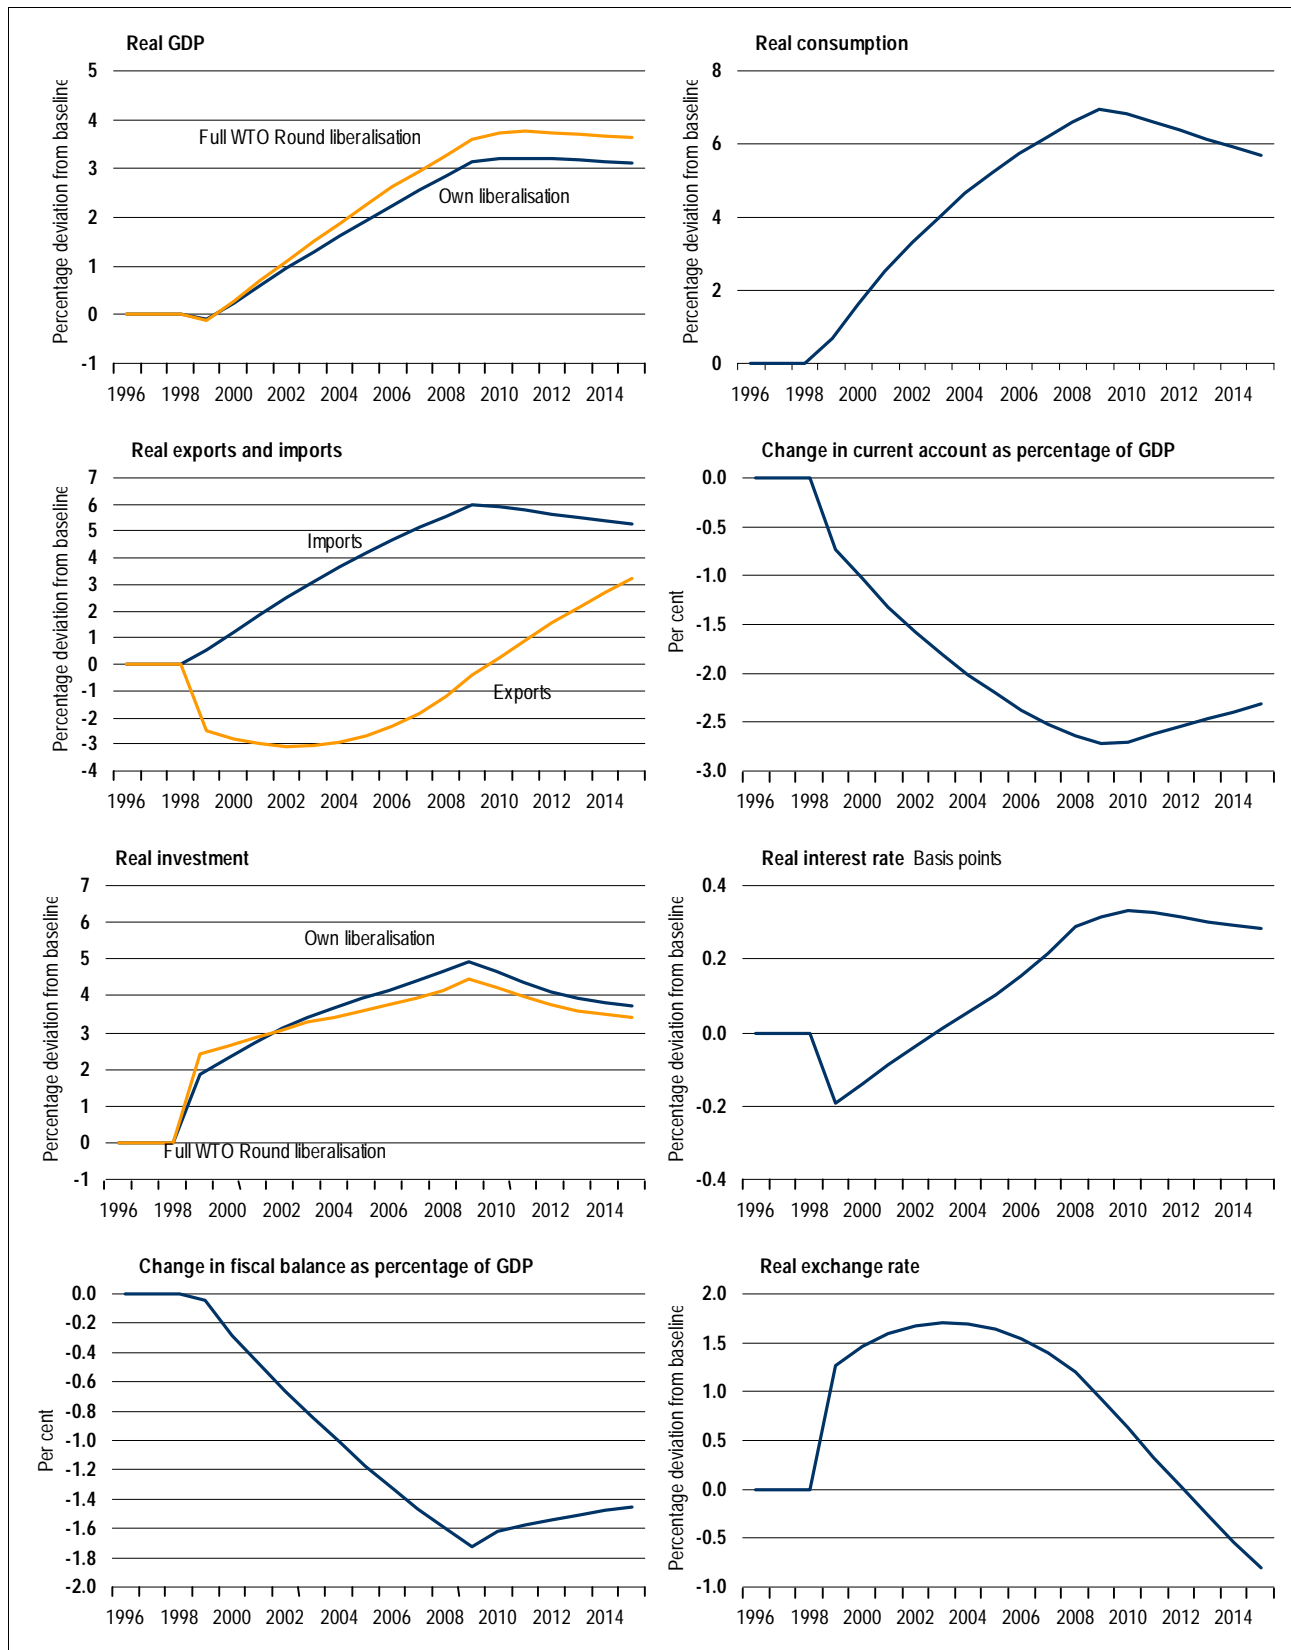 Real GDP
Percentage deviation from baseline
5
4
3
2
1
0
-1
Full WTO Round liberalisation
Own liberalisation
1996 1998 2000 2002 2004 2006 2008 2010 2012 2014
Real consumption
Percentage deviation from baseline
8
6
4
2
0
1996 1998 2000 2002 2004 2006 2008 2010 2012 2014
Real exports and imports
Percentage deviation from baseline
7
6
5
4
3
2
1
0
-1
-2
-3
-4
Imports
Exports
1996 1998 2000 2002 2004 2006 2008 2010 2012 2014
Change in current account as percentage of GDP
Per cent
0.0
-0.5
-1.0
-1.5
-2.0
-2.5
-3.0
1996 1998 2000 2002 2004 2006 2008 2010 2012 2014
Real investment
Percentage deviation from baseline
7
6
5
4
3
2
1
0
-1
Own liberalisation
Full WTO Round liberalisation
1996 1998 2000 2002 2004 2006 2008 2010 2012 2014
Real interest rate Basis points
Percentage deviation from baseline
0.4
0.2
0.0
-0.2
-0.4
1996 1998 2000 2002 2004 2006 2008 2010 2012 2014
Change in fiscal balance as percentage of GDP
Per cent
0.0
-0.2
-0.4
-0.6
-0.8
-1.0
-1.2
-1.4
-1.6
-1.8
-2.0
1996 1998 2000 2002 2004 2006 2008 2010 2012 2014
Real exchange rate
Percentage deviation from baseline
2.0
1.5
1.0
0.5
0.0
-0.5
-1.0
1996 1998 2000 2002 2004 2006 2008 2010 2012 2014